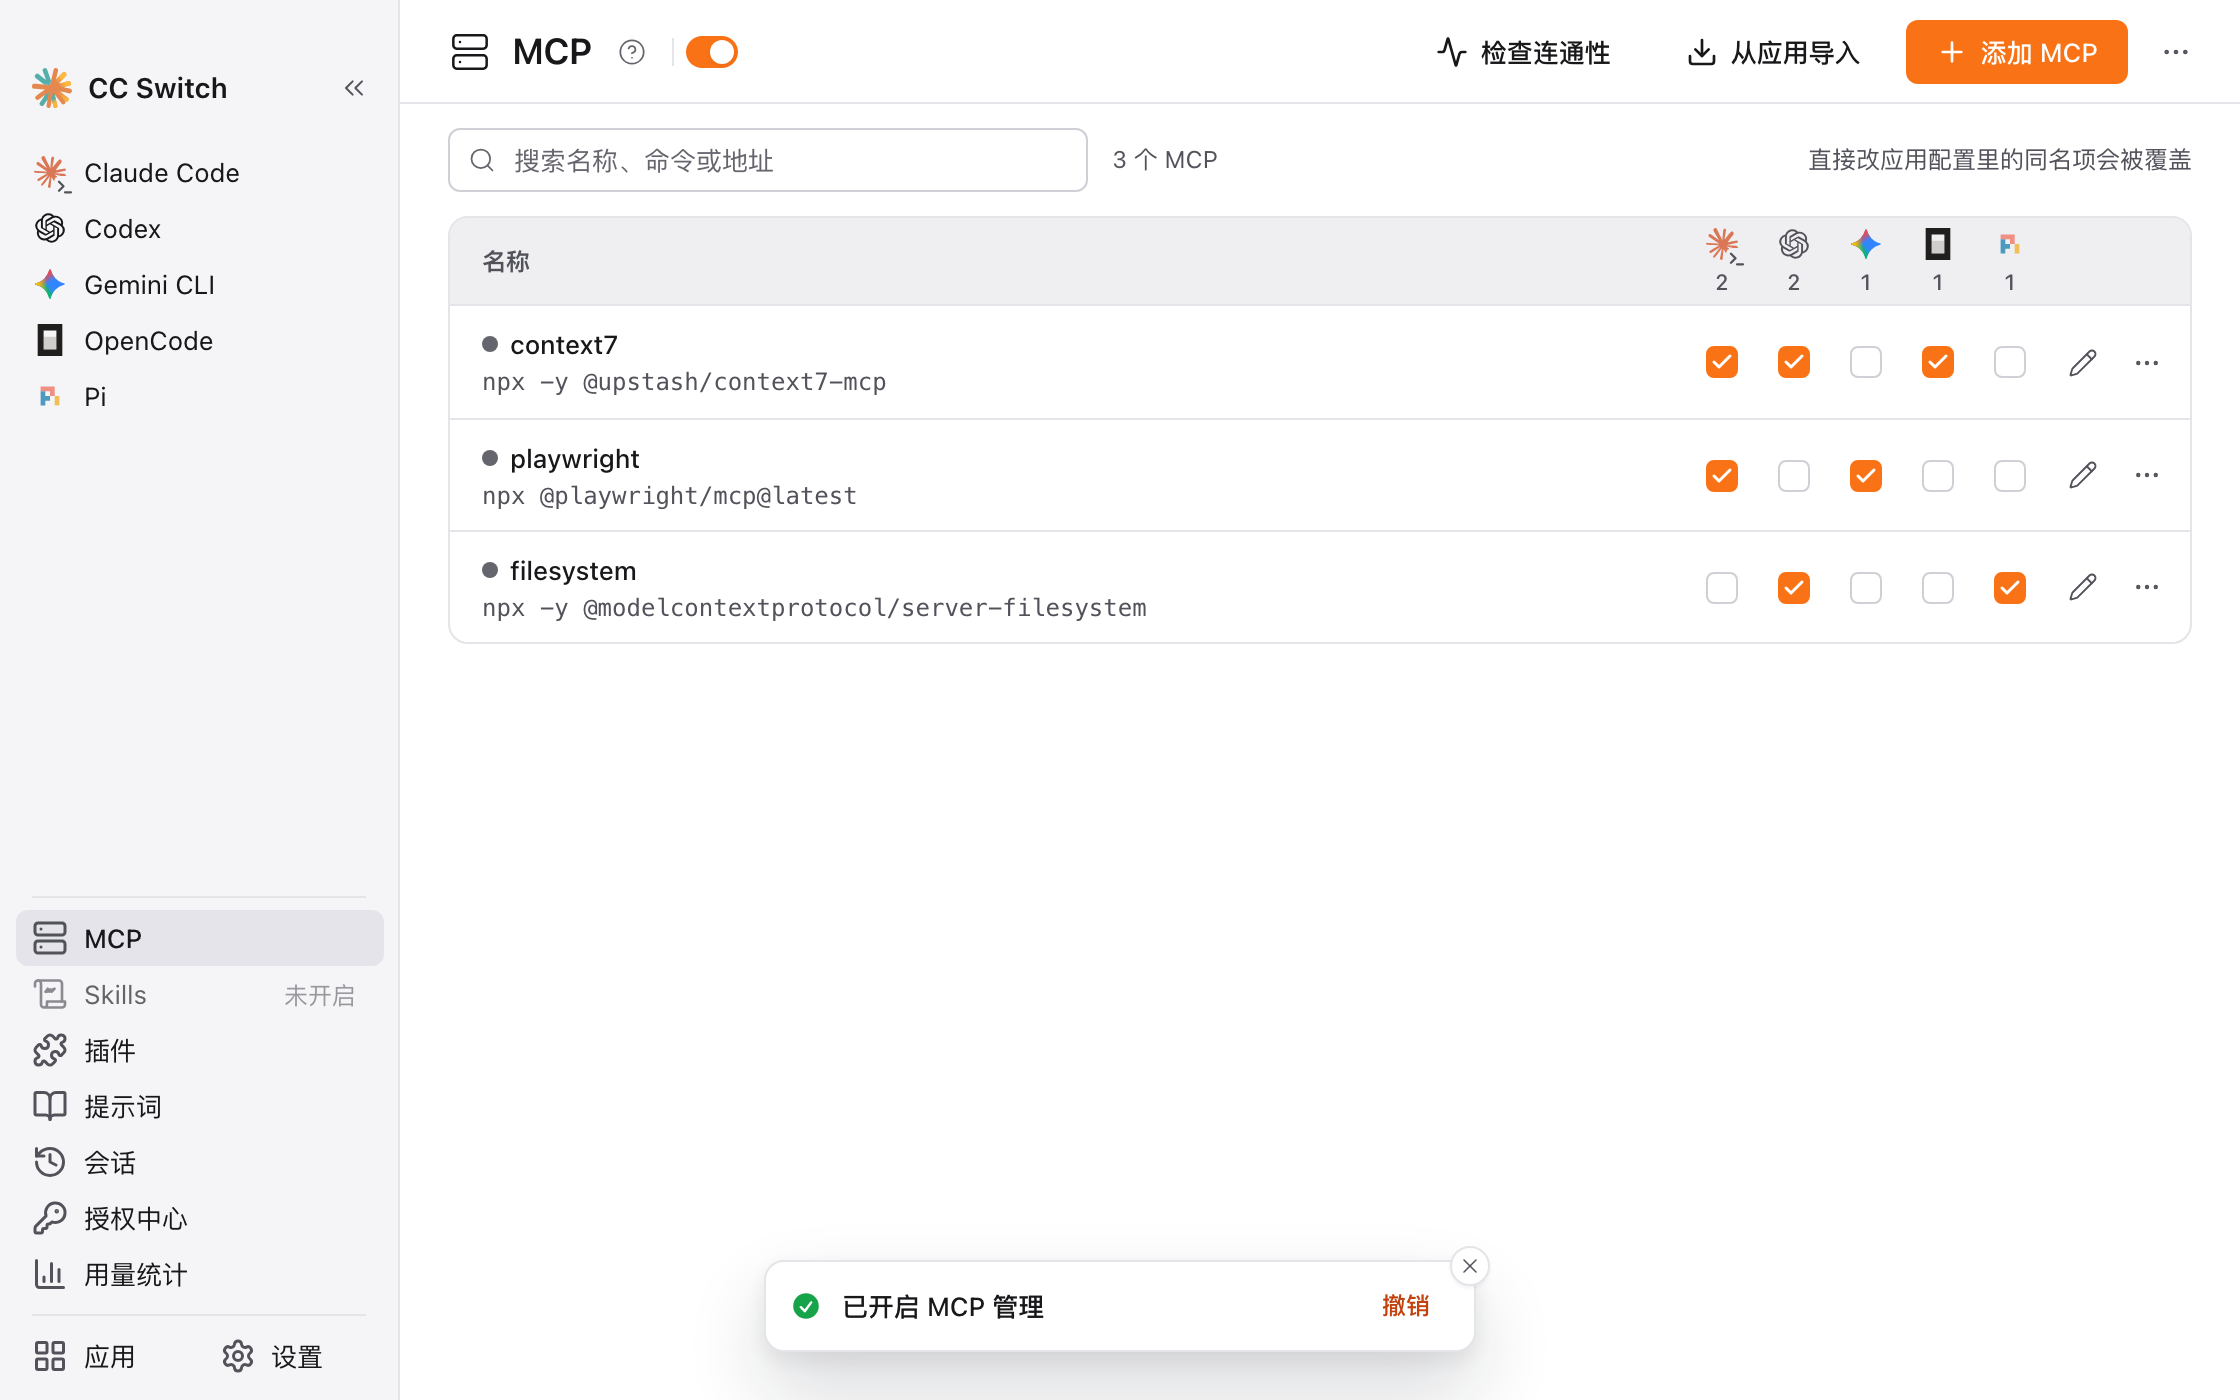 CC Switch
Claude Code
Codex
Gemini CLI
OpenCode
Pi
MCP
Skills 未开启
插件
提示词
会话
授权中心
用量统计
应用 设置
MCP
检查连通性 从应用导入 添加 MCP
搜索名称、命令或地址 3 个 MCP 直接改应用配置里的同名项会被覆盖
名称 2 2 1 1 1
context7
npx -y @upstash/context7-mcp
playwright
npx @playwright/mcp@latest
filesystem
npx -y @modelcontextprotocol/server-filesystem
已开启 MCP 管理 撤销